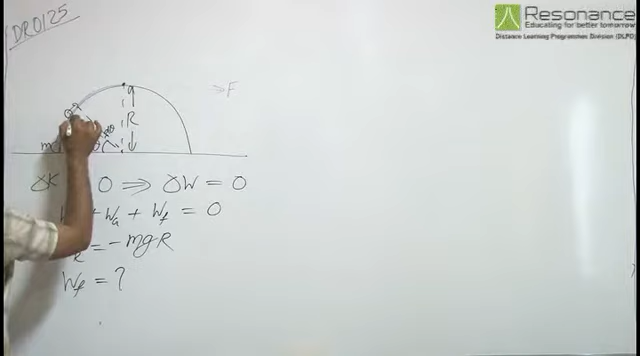 DR0125
Resonance
Educating for better tomorrow
Distance Learning Programmes Division (DLPD)
F
R
m
= 0 ⇒ δW = 0
+ Wa + Wf = 0
= -mgR
Wf = ?